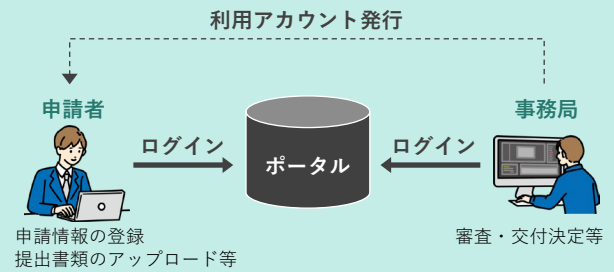 利用アカウント発行
申請者
事務局
ログイン
ポータル
ログイン
申請情報の登録
提出書類のアップロード等
審査・交付決定等